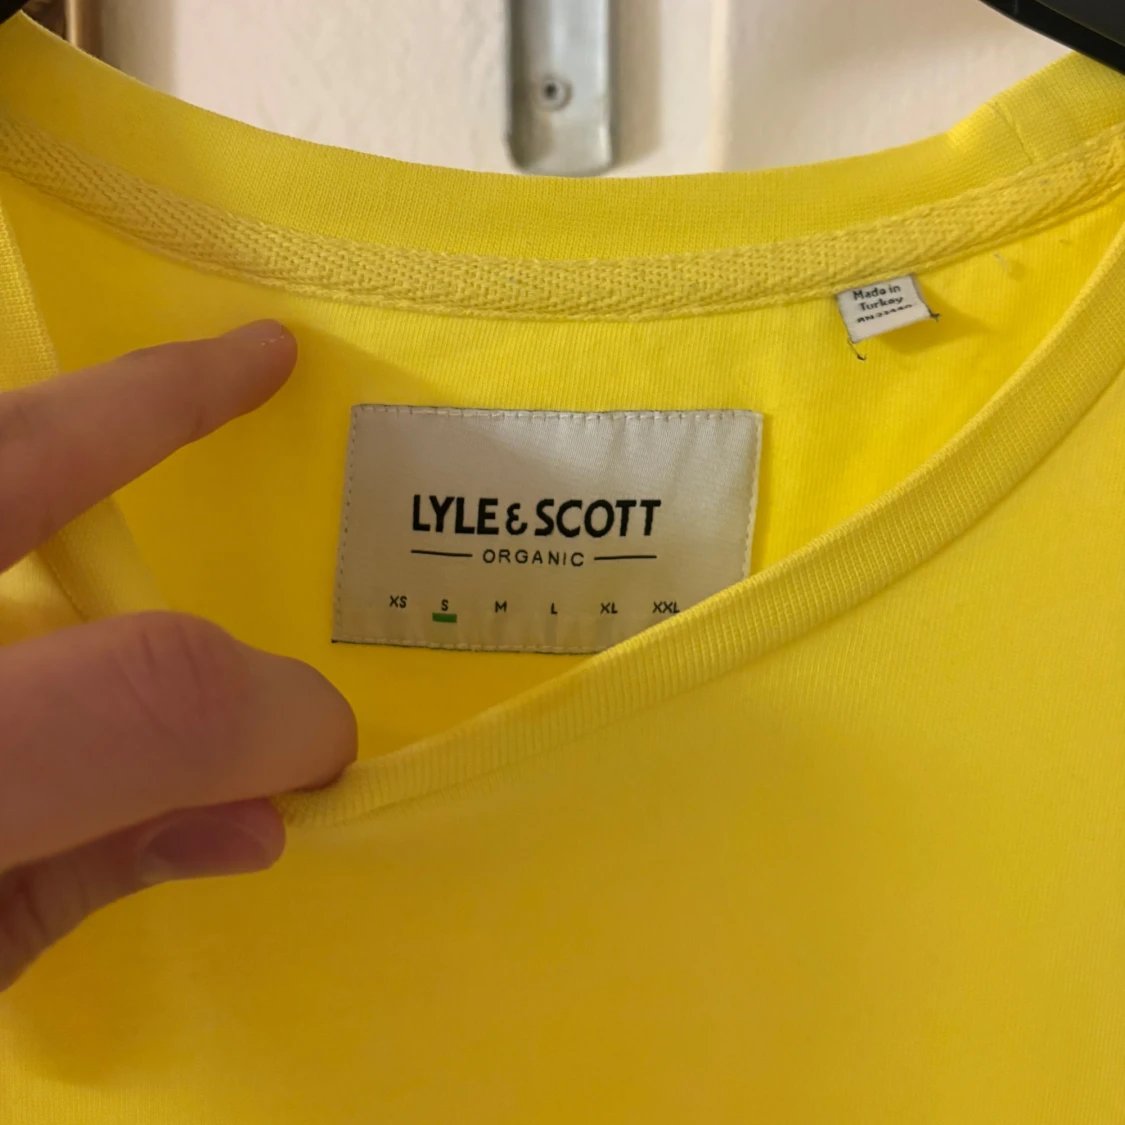 Made in
Turkey
LYLE & SCOTT
ORGANIC
XS S M L XL XXL